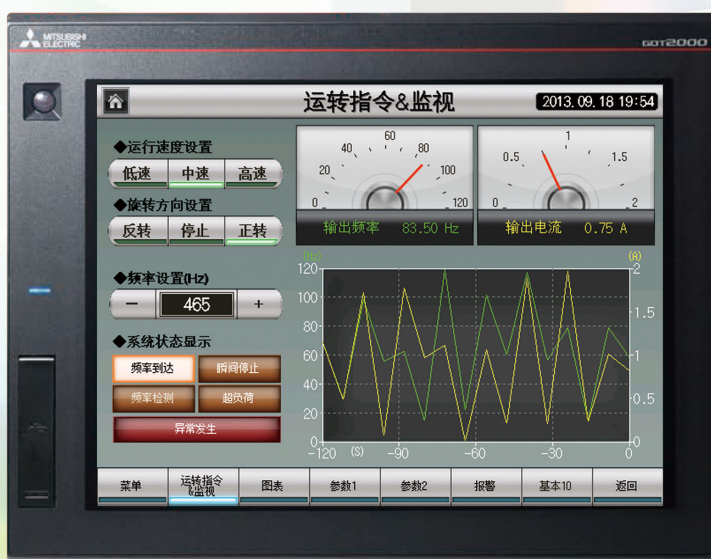 MITSUBISHI
ELECTRIC
GOT2000
运转指令&监视
2013. 09. 18 19:54
◆运行速度设置
低速 中速 高速
◆旋转方向设置
反转 停止 正转
◆频率设置(Hz)
− 465 +
◆系统状态显示
频率到达 瞬间停止
频率检测 超负荷
异常发生
0 20 40 60 80 100 120
输出频率 83.50 Hz
0 0.5 1 1.5 2
输出电流 0.75 A
(Hz) (A)
120 2
100
1.5
80
60 1
40
0.5
20
0 0
-120 (S) -90 -60 -30 0
菜单 运转指令 图表 参数1 参数2 报警 基本10 返回
&监视